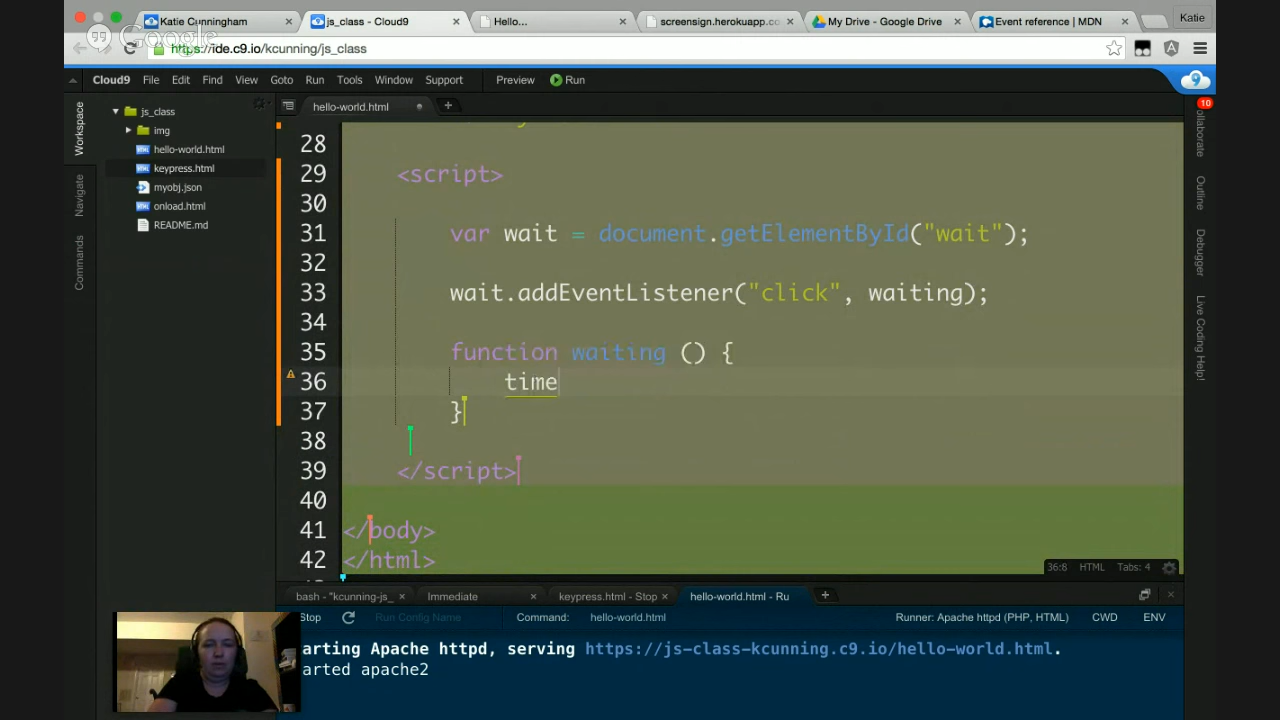 Katie Cunningham
js_class - Cloud9
Hello...
screensign.herokuapp.co
My Drive - Google Drive
Event reference | MDN
Katie
Google
https://ide.c9.io/kcunning/js_class
Cloud9 File Edit Find View Goto Run Tools Window Support Preview Run
Workspace
Navigate
Commands
js_class
img
hello-world.html
keypress.html
myobj.json
onload.html
README.md
hello-world.html
28
29 <script>
30
31 var wait = document.getElementById("wait");
32
33 wait.addEventListener("click", waiting);
34
35 function waiting () {
36 time
37 }
38
39 </script>
40
41 </body>
42 </html>
36:8 HTML Tabs: 4
10
ollaborate
Outline
Debugger
Live Coding Help!
bash - "kcunning-js_
Immediate
keypress.html - Stop
hello-world.html - Ru
Stop Run Config Name Command: hello-world.html Runner: Apache httpd (PHP, HTML) CWD ENV
arting Apache httpd, serving https://js-class-kcunning.c9.io/hello-world.html.
arted apache2